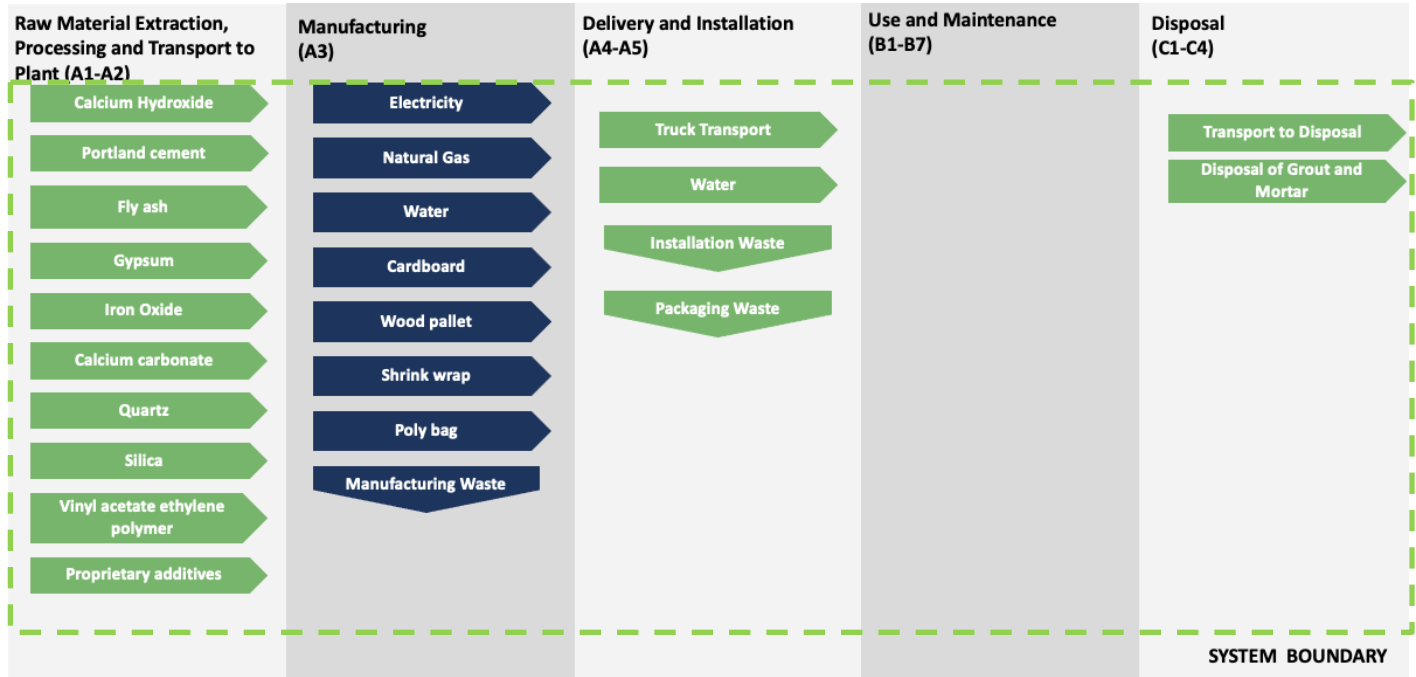 Raw Material Extraction,
Processing and Transport to
Plant (A1-A2)
Calcium Hydroxide
Portland cement
Fly ash
Gypsum
Iron Oxide
Calcium carbonate
Quartz
Silica
Vinyl acetate ethylene
polymer
Proprietary additives
Manufacturing
(A3)
Electricity
Natural Gas
Water
Cardboard
Wood pallet
Shrink wrap
Poly bag
Manufacturing Waste
Delivery and Installation
(A4-A5)
Truck Transport
Water
Installation Waste
Packaging Waste
Use and Maintenance
(B1-B7)
Disposal
(C1-C4)
Transport to Disposal
Disposal of Grout and
Mortar
SYSTEM BOUNDARY